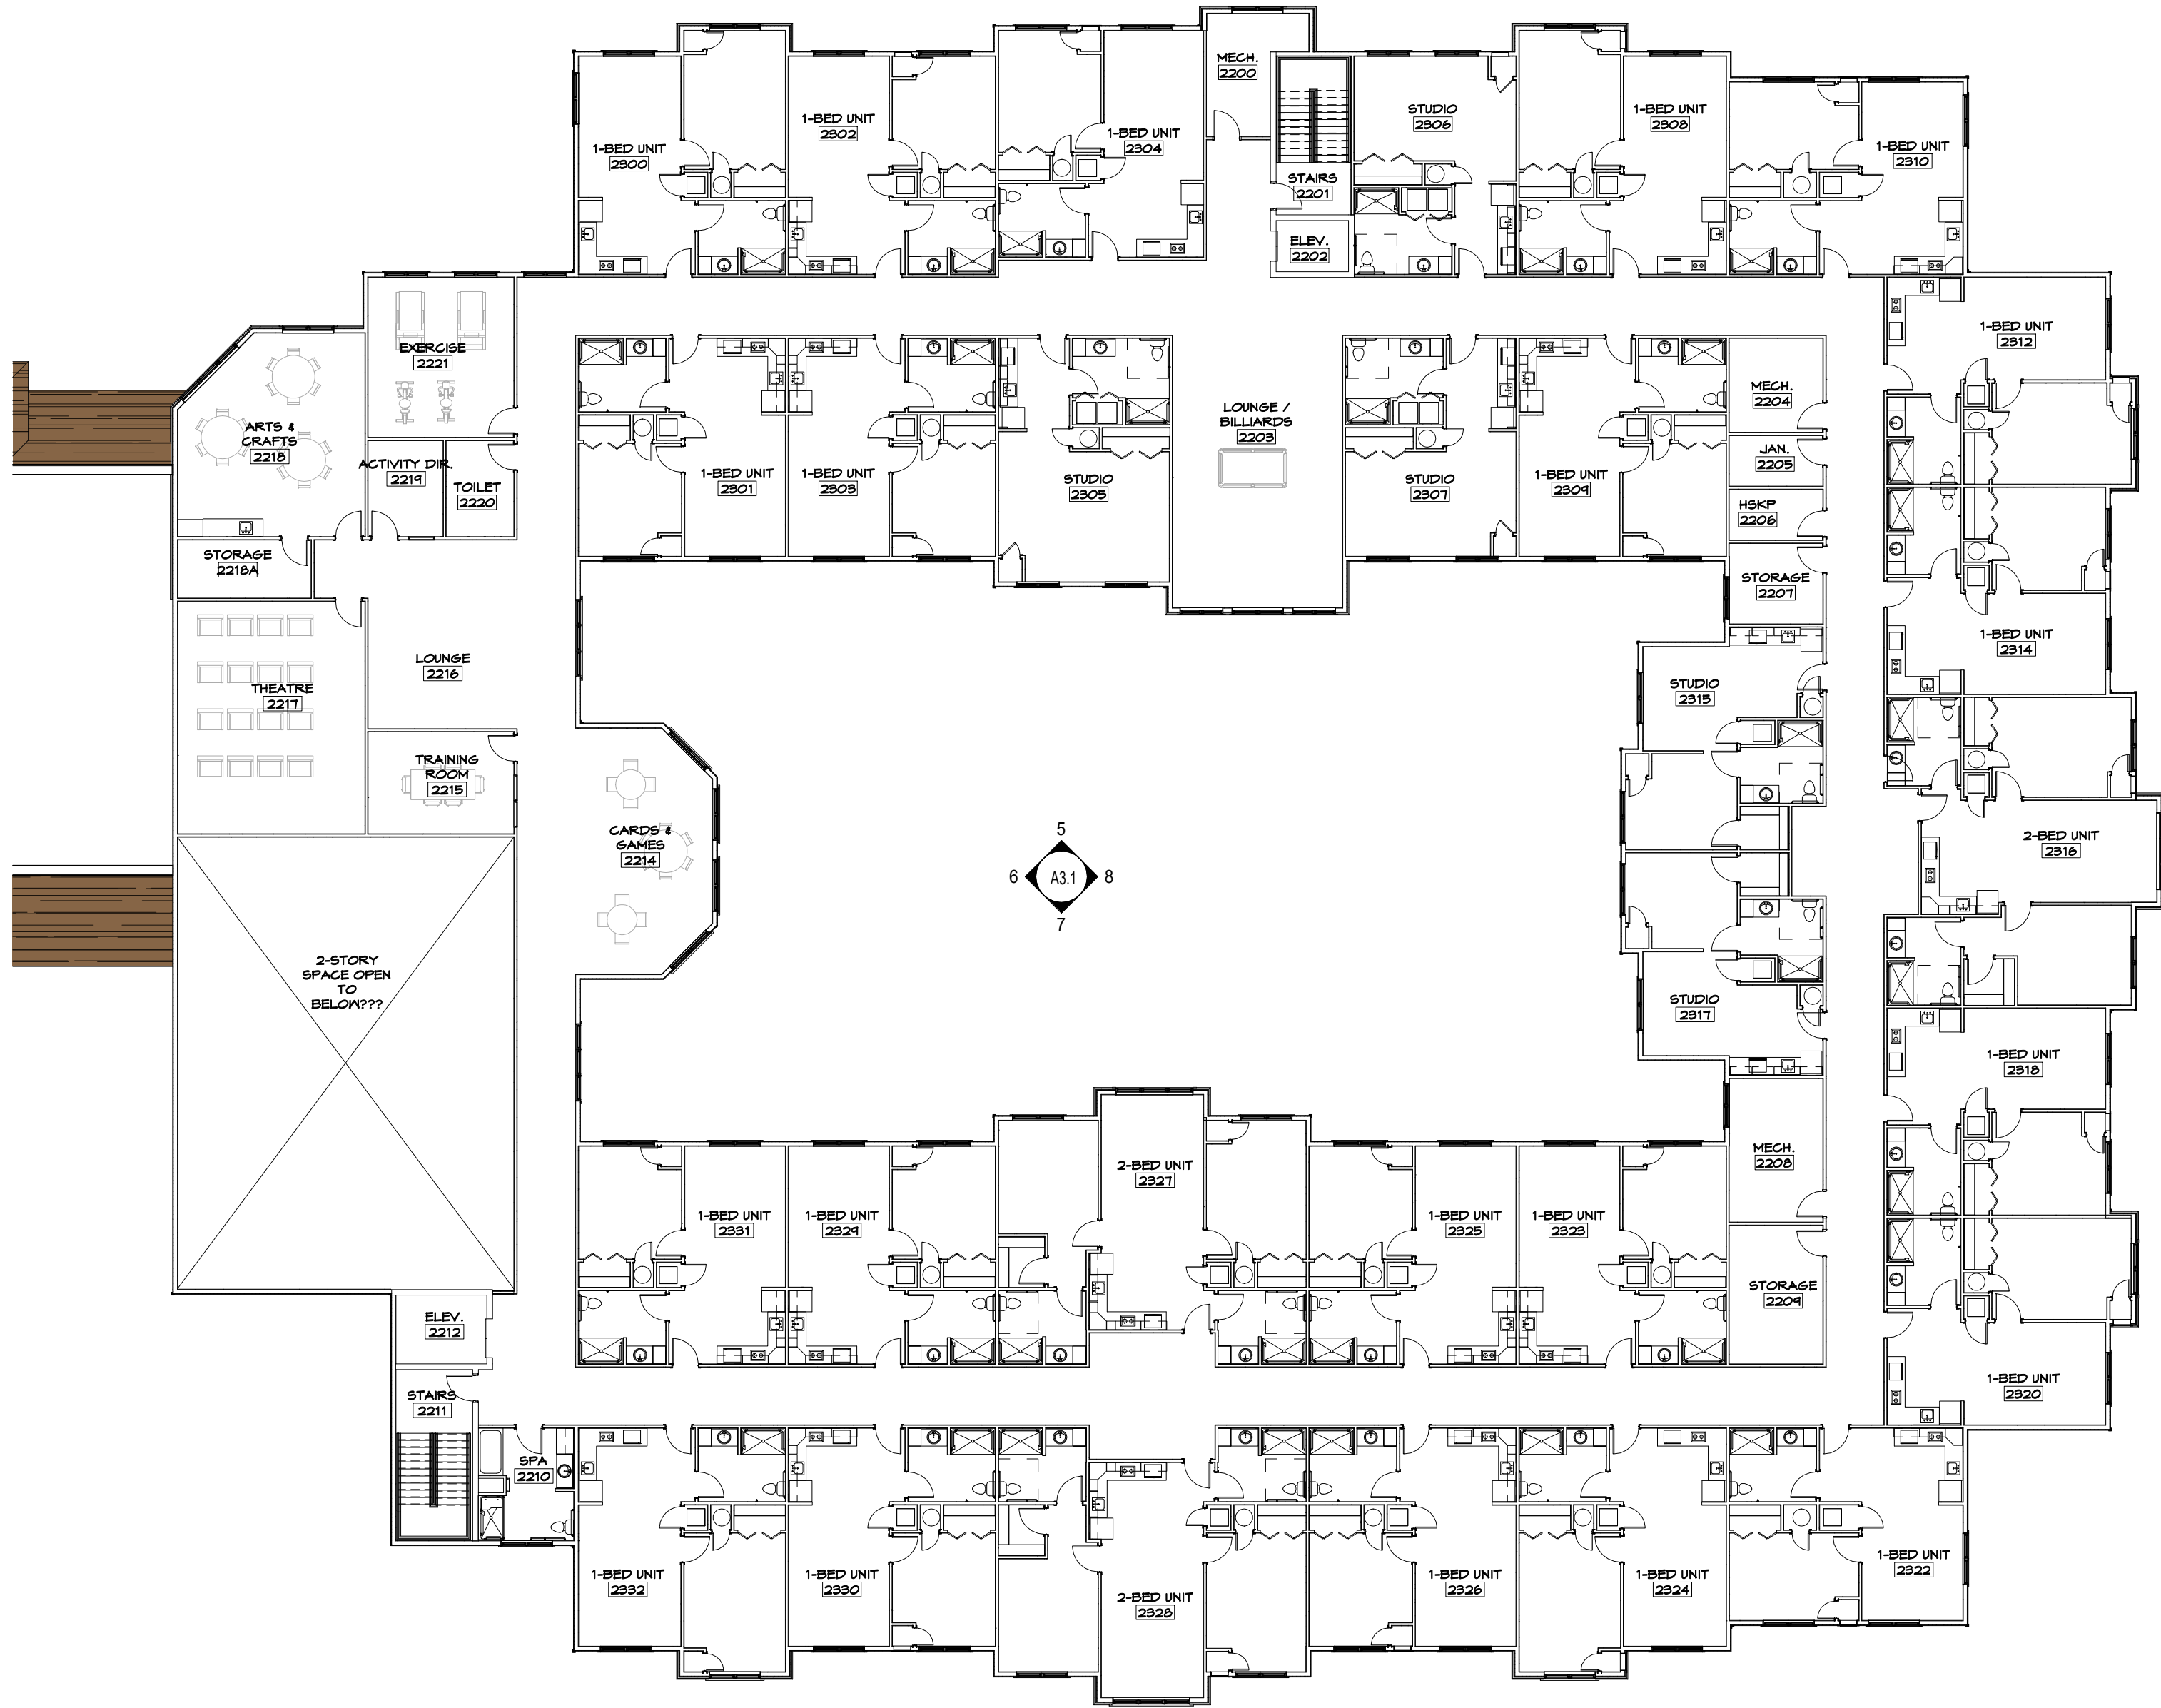 MECH.
2200
1-BED UNIT
2300
1-BED UNIT
2302
1-BED UNIT
2304
STAIRS
2201
ELEV.
2202
STUDIO
2306
1-BED UNIT
2308
1-BED UNIT
2310
EXERCISE
2221
ARTS &
CRAFTS
2218
ACTIVITY DIR.
2219
TOILET
2220
STORAGE
2218A
1-BED UNIT
2301
1-BED UNIT
2303
STUDIO
2305
LOUNGE /
BILLIARDS
2203
STUDIO
2307
1-BED UNIT
2309
MECH.
2204
JAN.
2205
HSKP
2206
STORAGE
2207
1-BED UNIT
2312
1-BED UNIT
2314
LOUNGE
2216
THEATRE
2217
TRAINING
ROOM
2215
CARDS &
GAMES
2214
5
6 A3.1 8
7
STUDIO
2315
2-BED UNIT
2316
STUDIO
2317
2-STORY
SPACE OPEN
TO
BELOW???
1-BED UNIT
2318
MECH.
2208
STORAGE
2209
1-BED UNIT
2331
1-BED UNIT
2329
2-BED UNIT
2327
1-BED UNIT
2325
1-BED UNIT
2323
1-BED UNIT
2320
ELEV.
2212
STAIRS
2211
SPA
2210
1-BED UNIT
2332
1-BED UNIT
2330
2-BED UNIT
2328
1-BED UNIT
2326
1-BED UNIT
2324
1-BED UNIT
2322